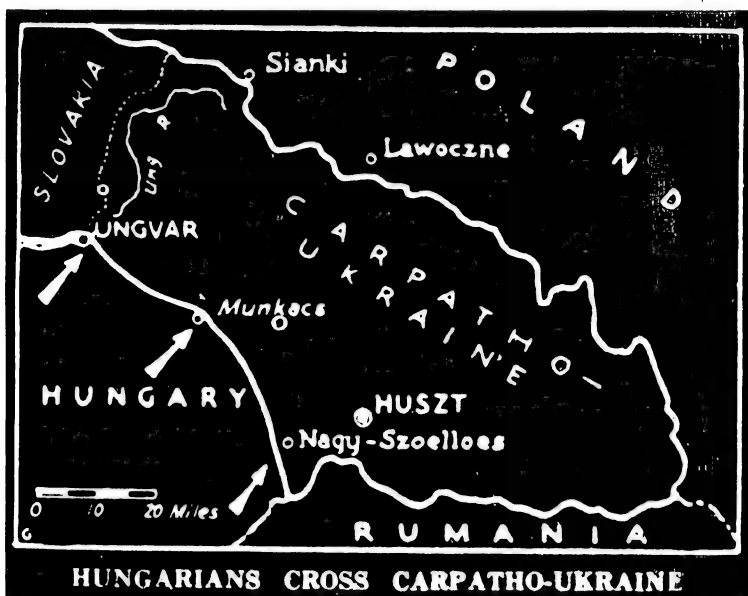 SLOVAKIA
Sianki
POLAND
Lawoczne
Ung R
UNGVAR
CARPATHO-
UKRAINE
Munkacs
HUNGARY
HUSZT
Nagy-Szoelloes
0 10 20 Miles
RUMANIA
G
HUNGARIANS CROSS CARPATHO-UKRAINE